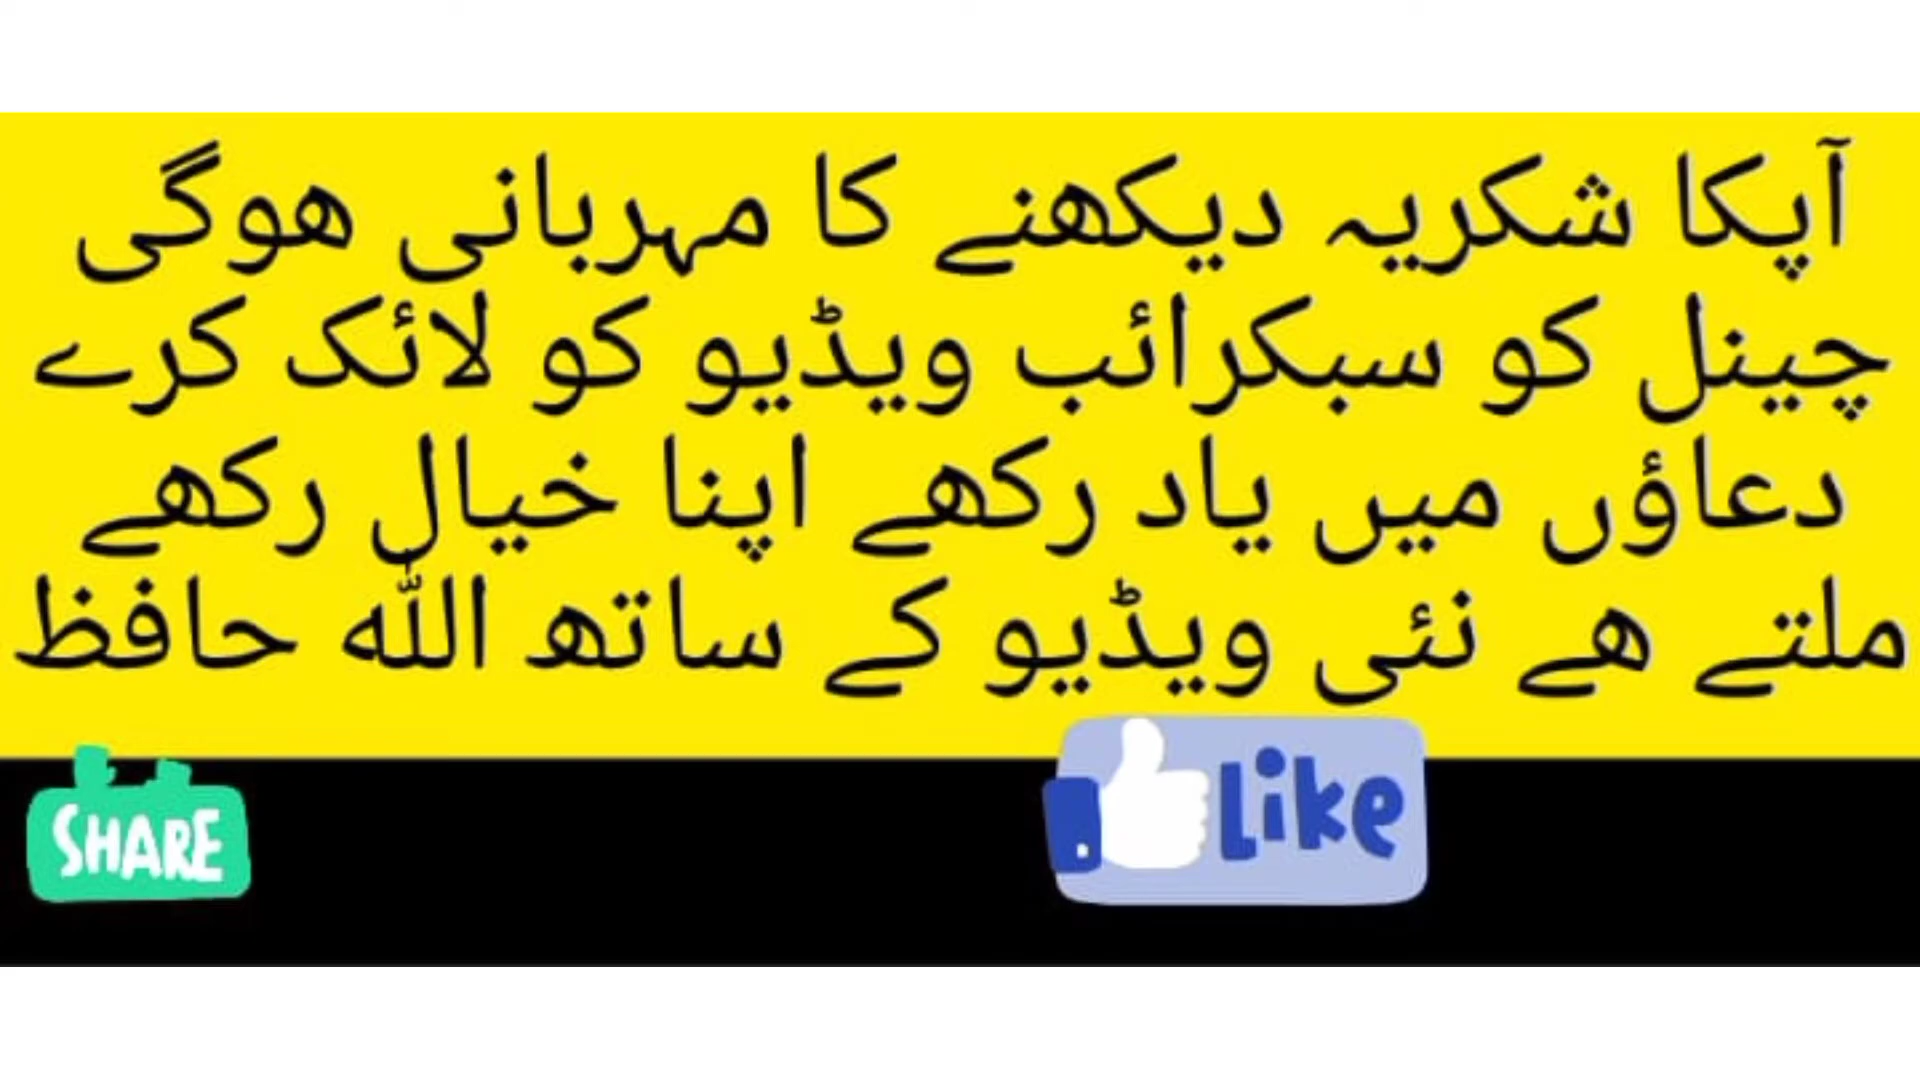 آپکا شکریہ دیکھنے کا مہربانی ھوگی
چینل کو سبکرائب ویڈیو کو لائک کرے
دعاؤں میں یاد رکھے اپنا خیال رکھے
ملتے ھے نئی ویڈیو کے ساتھ اللہ حافظ
SHARE
Like